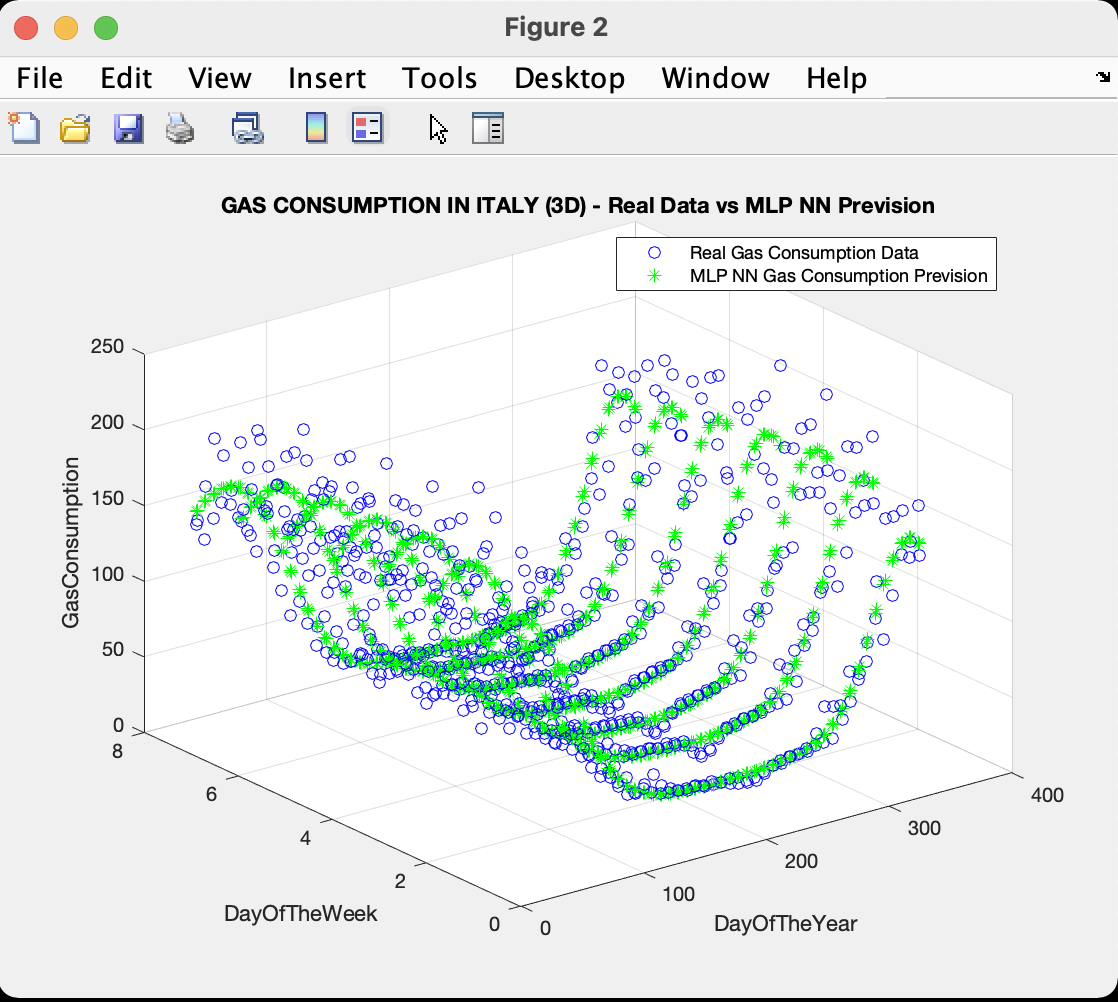 Figure 2
File Edit View Insert Tools Desktop Window Help
GAS CONSUMPTION IN ITALY (3D) - Real Data vs MLP NN Prevision
Real Gas Consumption Data
MLP NN Gas Consumption Prevision
250
200
150
100
50
0
GasConsumption
8
6
4
2
0
DayOfTheWeek
0
100
200
300
400
DayOfTheYear